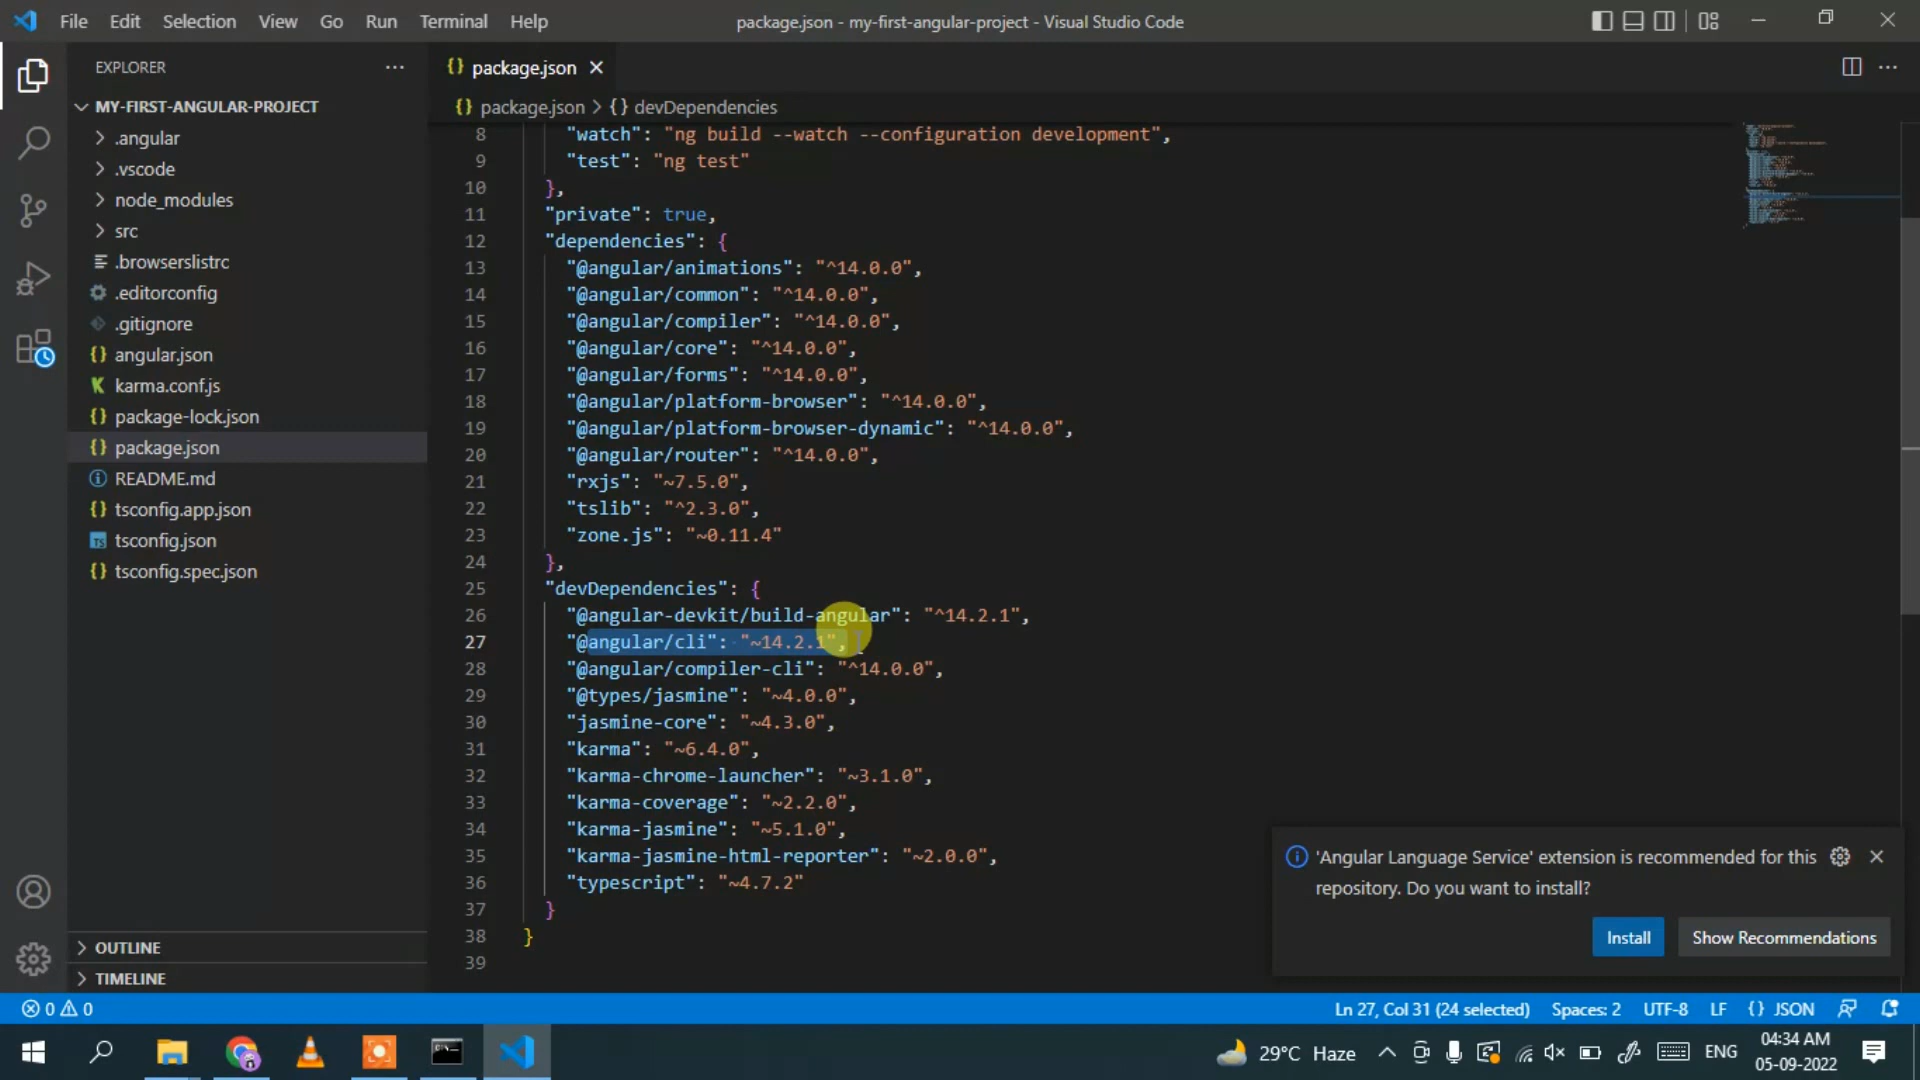 File Edit Selection View Go Run Terminal Help
package.json - my-first-angular-project - Visual Studio Code
EXPLORER
MY-FIRST-ANGULAR-PROJECT
.angular
.vscode
node_modules
src
.browserslistrc
.editorconfig
.gitignore
angular.json
karma.conf.js
package-lock.json
package.json
README.md
tsconfig.app.json
tsconfig.json
tsconfig.spec.json
OUTLINE
TIMELINE
package.json
package.json > {} devDependencies
8 "watch": "ng build --watch --configuration development",
9 "test": "ng test"
10 },
11 "private": true,
12 "dependencies": {
13 "@angular/animations": "^14.0.0",
14 "@angular/common": "^14.0.0",
15 "@angular/compiler": "^14.0.0",
16 "@angular/core": "^14.0.0",
17 "@angular/forms": "^14.0.0",
18 "@angular/platform-browser": "^14.0.0",
19 "@angular/platform-browser-dynamic": "^14.0.0",
20 "@angular/router": "^14.0.0",
21 "rxjs": "~7.5.0",
22 "tslib": "^2.3.0",
23 "zone.js": "~0.11.4"
24 },
25 "devDependencies": {
26 "@angular-devkit/build-angular": "^14.2.1",
27 "@angular/cli": "~14.2.1",
28 "@angular/compiler-cli": "^14.0.0",
29 "@types/jasmine": "~4.0.0",
30 "jasmine-core": "~4.3.0",
31 "karma": "~6.4.0",
32 "karma-chrome-launcher": "~3.1.0",
33 "karma-coverage": "~2.2.0",
34 "karma-jasmine": "~5.1.0",
35 "karma-jasmine-html-reporter": "~2.0.0",
36 "typescript": "~4.7.2"
37 }
38 }
39
'Angular Language Service' extension is recommended for this
repository. Do you want to install?
Install Show Recommendations
0 0
Ln 27, Col 31 (24 selected) Spaces: 2 UTF-8 LF {} JSON
29°C Haze
ENG
04:34 AM
05-09-2022